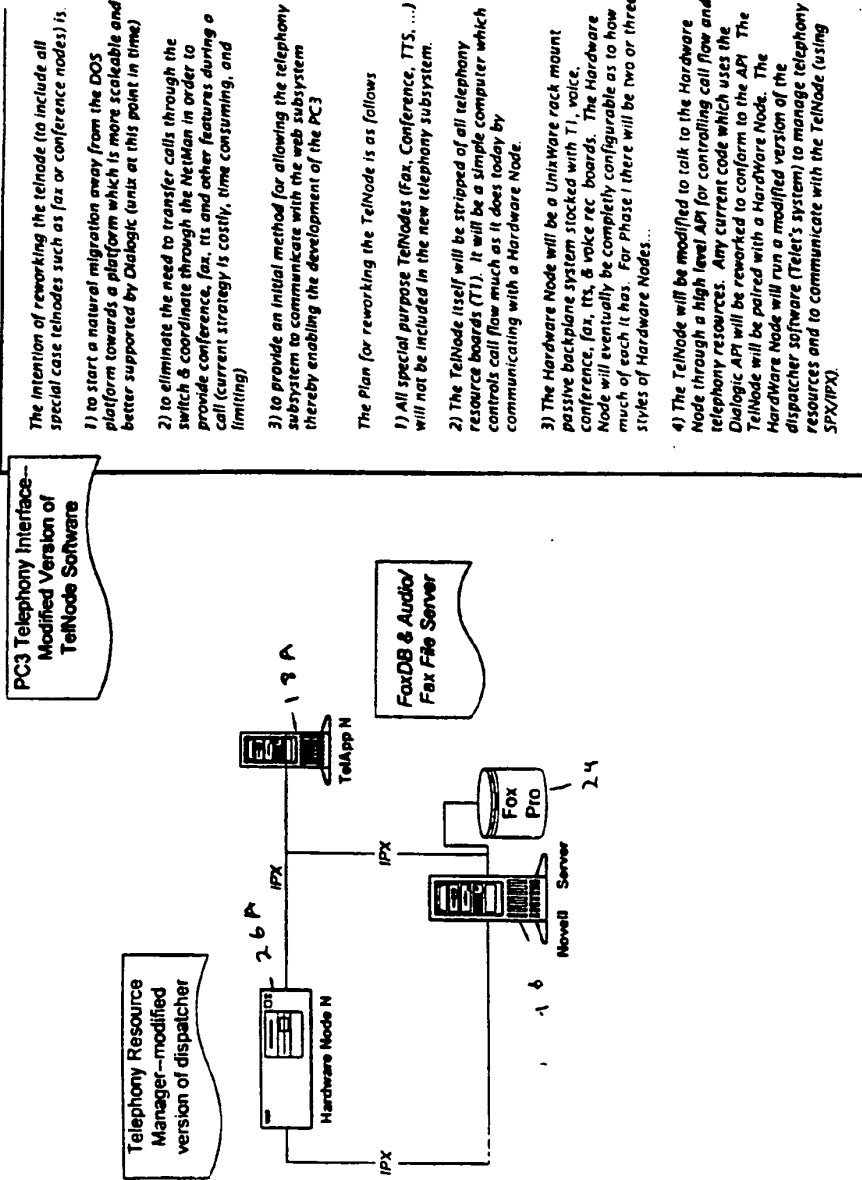 PC3 Telephony Interface--
Modified Version of
TelNode Software
Telephony Resource
Manager--modified
version of dispatcher
26A
Hardware Node N
IPX
18A
TelApp N
IPX
IPX
FoxDB & Audio/
Fax File Server
Fox
Pro
24
Novell Server
The intention of reworking the telnode (to include all
special case telnodes such as fax or conference nodes) is
1) to start a natural migration away from the DOS
platform towards a platform which is more scaleable and
better supported by Dialogic (unix at this point in time)
2) to eliminate the need to transfer calls through the
switch & coordinate through the NetMan in order to
provide conference, fax, tts and other features during a
call (current strategy is costly, time consuming, and
limiting)
3) to provide an initial method for allowing the telephony
subsystem to communicate with the web subsystem
thereby enabling the development of the PC3
The Plan for reworking the TelNode is as follows
1) All special purpose TelNodes (Fax, Conference, TTS, ...)
will not be included in the new telephony subsystem.
2) The TelNode itself will be stripped of all telephony
resource boards (T1). It will be a simple computer which
controls call flow much as it does today by
communicating with a Hardware Node.
3) The Hardware Node will be a UnixWare rack mount
passive backplane system stocked with T1, voice,
conference, fax, tts, & voice rec boards. The Hardware
Node will eventually be completly configurable as to how
much of each it has. For Phase I there will be two or three
styles of Hardware Nodes...
4) The TelNode will be modified to talk to the Hardware
Node through a high level API for controlling call flow and
telephony resources. Any current code which uses the
Dialogic API will be reworked to conform to the API The
TelNode will be paired with a HardWare Node. The
HardWare Node will run a modified version of the
dispatcher software (Telet's system) to manage telephony
resources and to communicate with the TelNode (using
SPX/IPX).